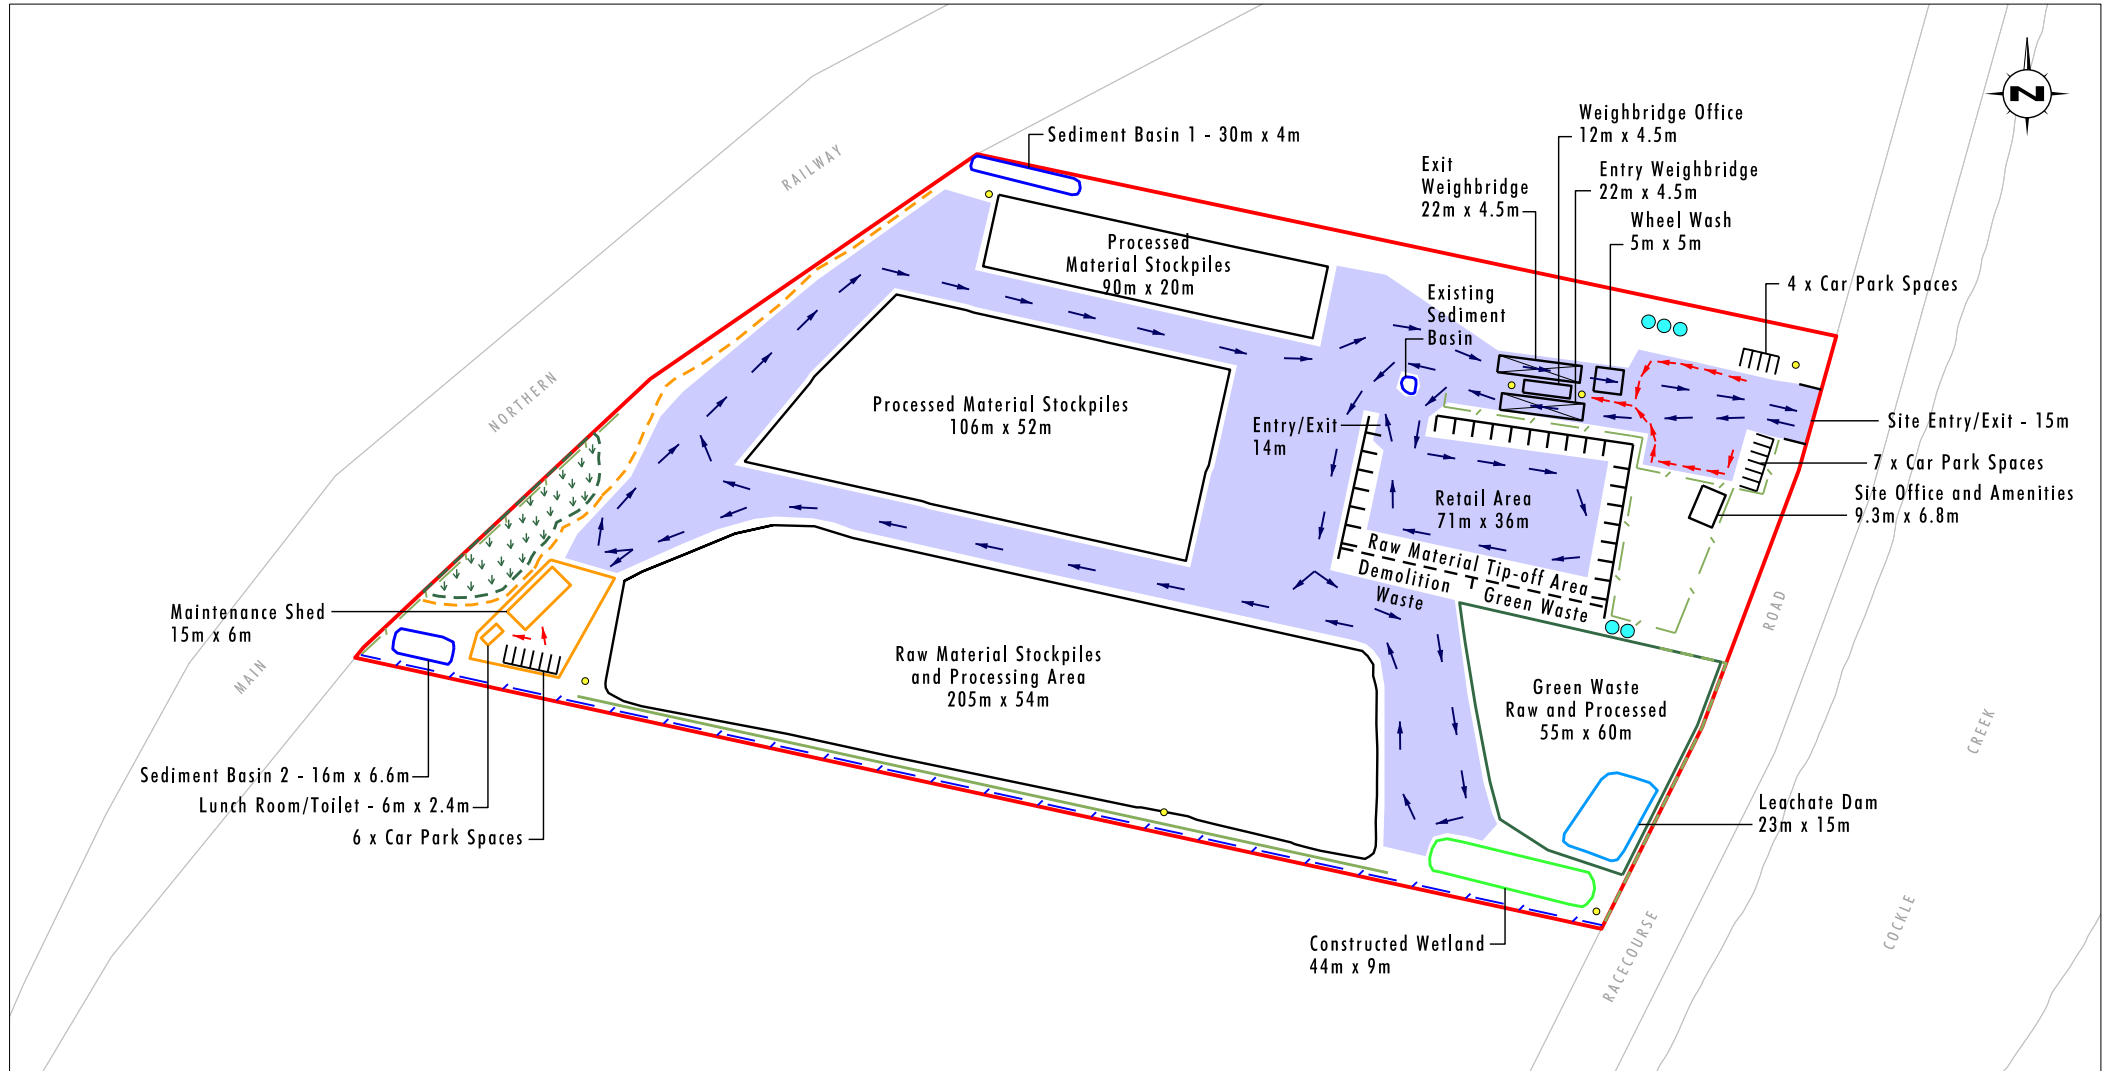 N
Sediment Basin 1 - 30m x 4m
RAILWAY
Weighbridge Office
12m x 4.5m
Exit
Weighbridge
22m x 4.5m
Entry Weighbridge
22m x 4.5m
Wheel Wash
5m x 5m
Processed
Material Stockpiles
90m x 20m
4 x Car Park Spaces
Existing
Sediment
Basin
NORTHERN
Processed Material Stockpiles
106m x 52m
Entry/Exit
14m
Site Entry/Exit - 15m
7 x Car Park Spaces
Retail Area
71m x 36m
Site Office and Amenities
9.3m x 6.8m
Raw Material Tip-off Area
Demolition
Waste
Green Waste
Maintenance Shed
15m x 6m
MAIN
ROAD
Raw Material Stockpiles
and Processing Area
205m x 54m
Green Waste
Raw and Processed
55m x 60m
CREEK
Sediment Basin 2 - 16m x 6.6m
Lunch Room/Toilet - 6m x 2.4m
6 x Car Park Spaces
Leachate Dam
23m x 15m
Constructed Wetland
44m x 9m
RACECOURSE
COCKLE